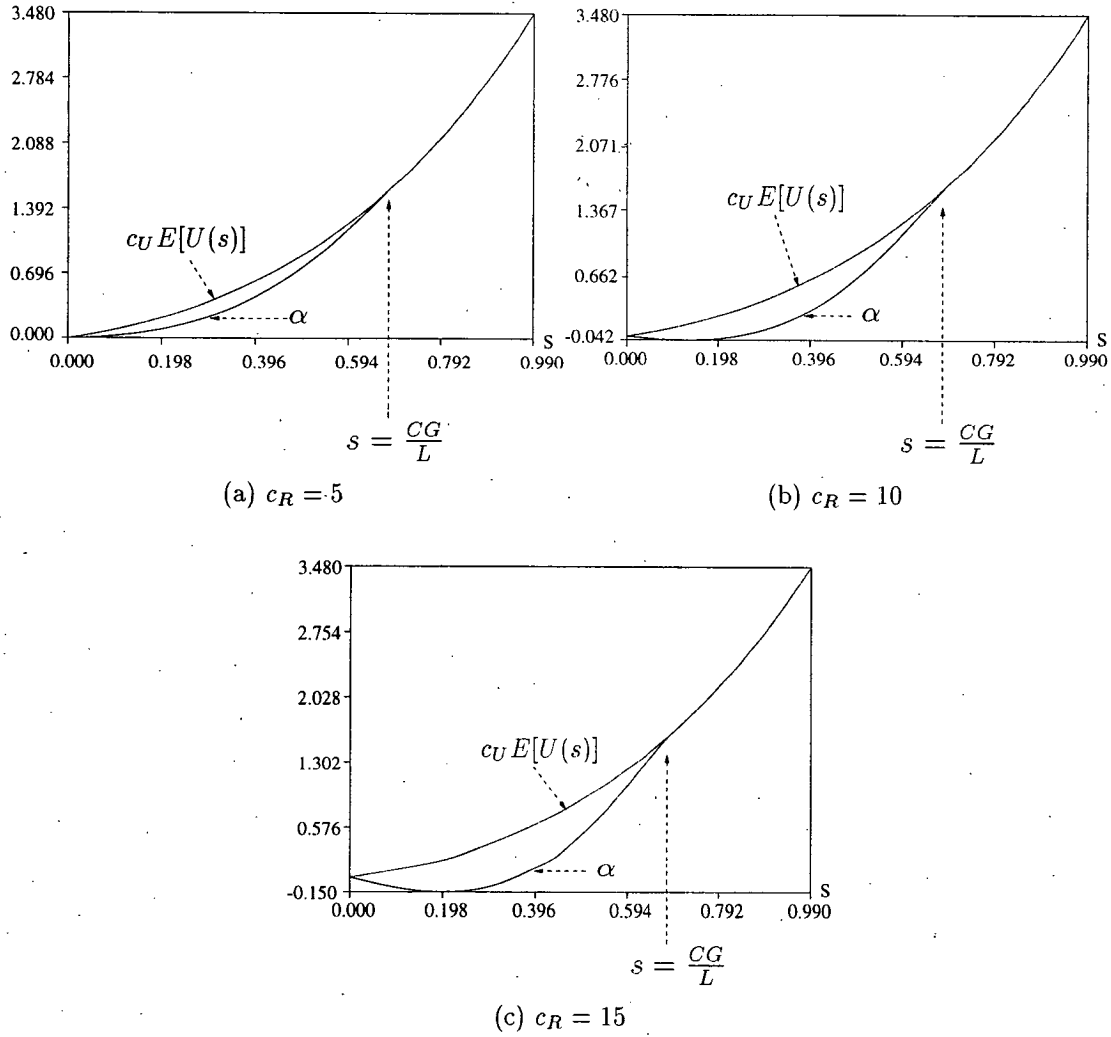 3.480
2.784
2.088
1.392
0.696
0.000
c_U E[U(s)]
α
0.000 0.198 0.396 0.594 0.792 0.990
s
s = CG/L
(a) c_R = 5
3.480
2.776
2.071
1.367
0.662
-0.042
c_U E[U(s)]
α
0.000 0.198 0.396 0.594 0.792 0.990
s
s = CG/L
(b) c_R = 10
3.480
2.754
2.028
1.302
0.576
-0.150
c_U E[U(s)]
α
0.000 0.198 0.396 0.594 0.792 0.990
s
s = CG/L
(c) c_R = 15